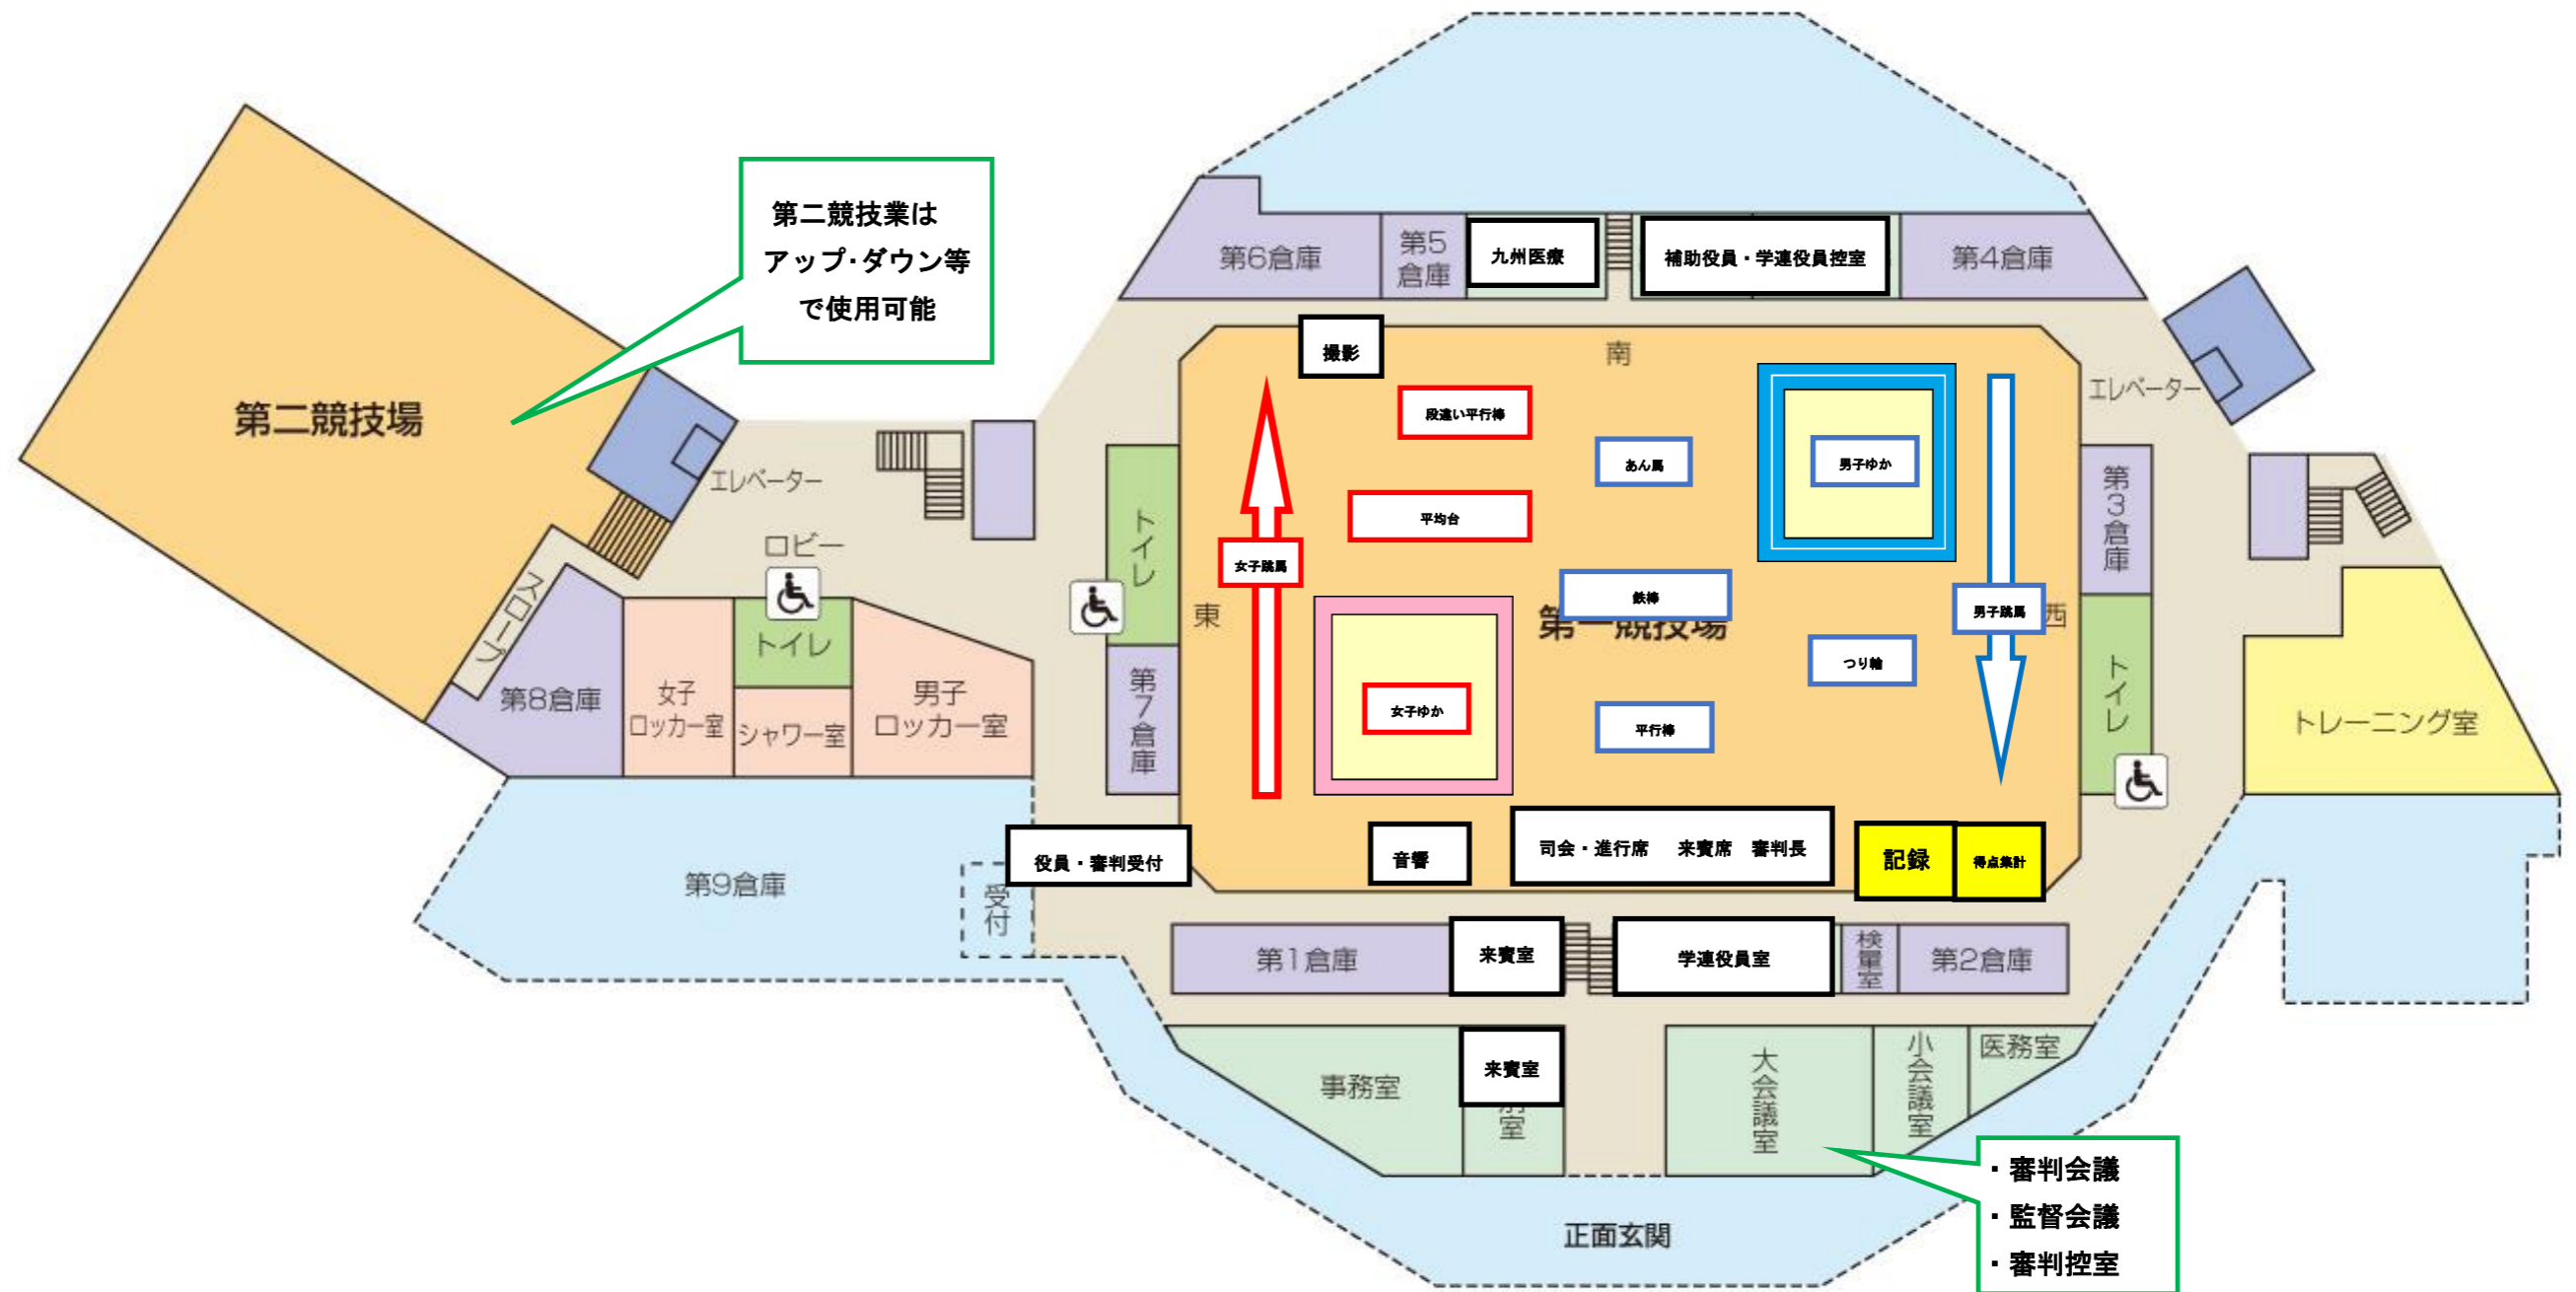 第二競技業は
アップ・ダウン等
で使用可能
第二競技場
エレベーター
ロビー
スロープ
第8倉庫
女子
ロッカー室
トイレ
シャワー室
男子
ロッカー室
第9倉庫
受付
役員・審判受付
第6倉庫
第5
倉庫
九州医療
補助役員・学連役員控室
第4倉庫
エレベーター
撮影
南
段違い平行棒
あん馬
男子ゆか
平均台
女子跳馬
鉄棒
第一競技場
男子跳馬
東
西
つり輪
女子ゆか
平行棒
トイレ
第7倉庫
第3倉庫
トイレ
トレーニング室
音響
司会・進行席 来賓席 審判長
記録
得点集計
第1倉庫
来賓室
学連役員室
検量室
第2倉庫
事務室
来賓室
別室
大会議室
小会議室
医務室
正面玄関
・審判会議
・監督会議
・審判控室